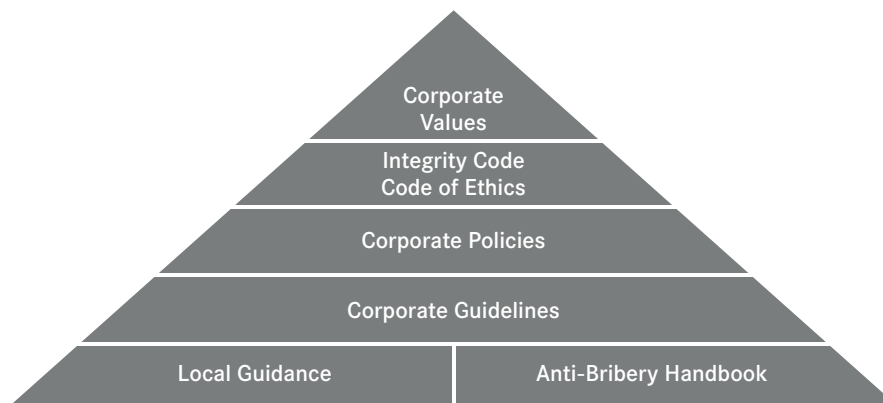 Corporate
Values
Integrity Code
Code of Ethics
Corporate Policies
Corporate Guidelines
Local Guidance
Anti-Bribery Handbook